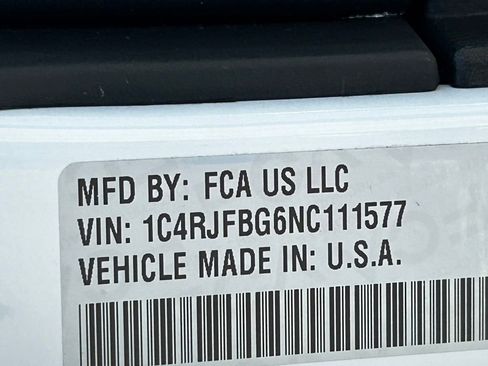 MFD BY: FCA US LLC
VIN: 1C4RJFBG6NC111577
VEHICLE MADE IN: U.S.A.